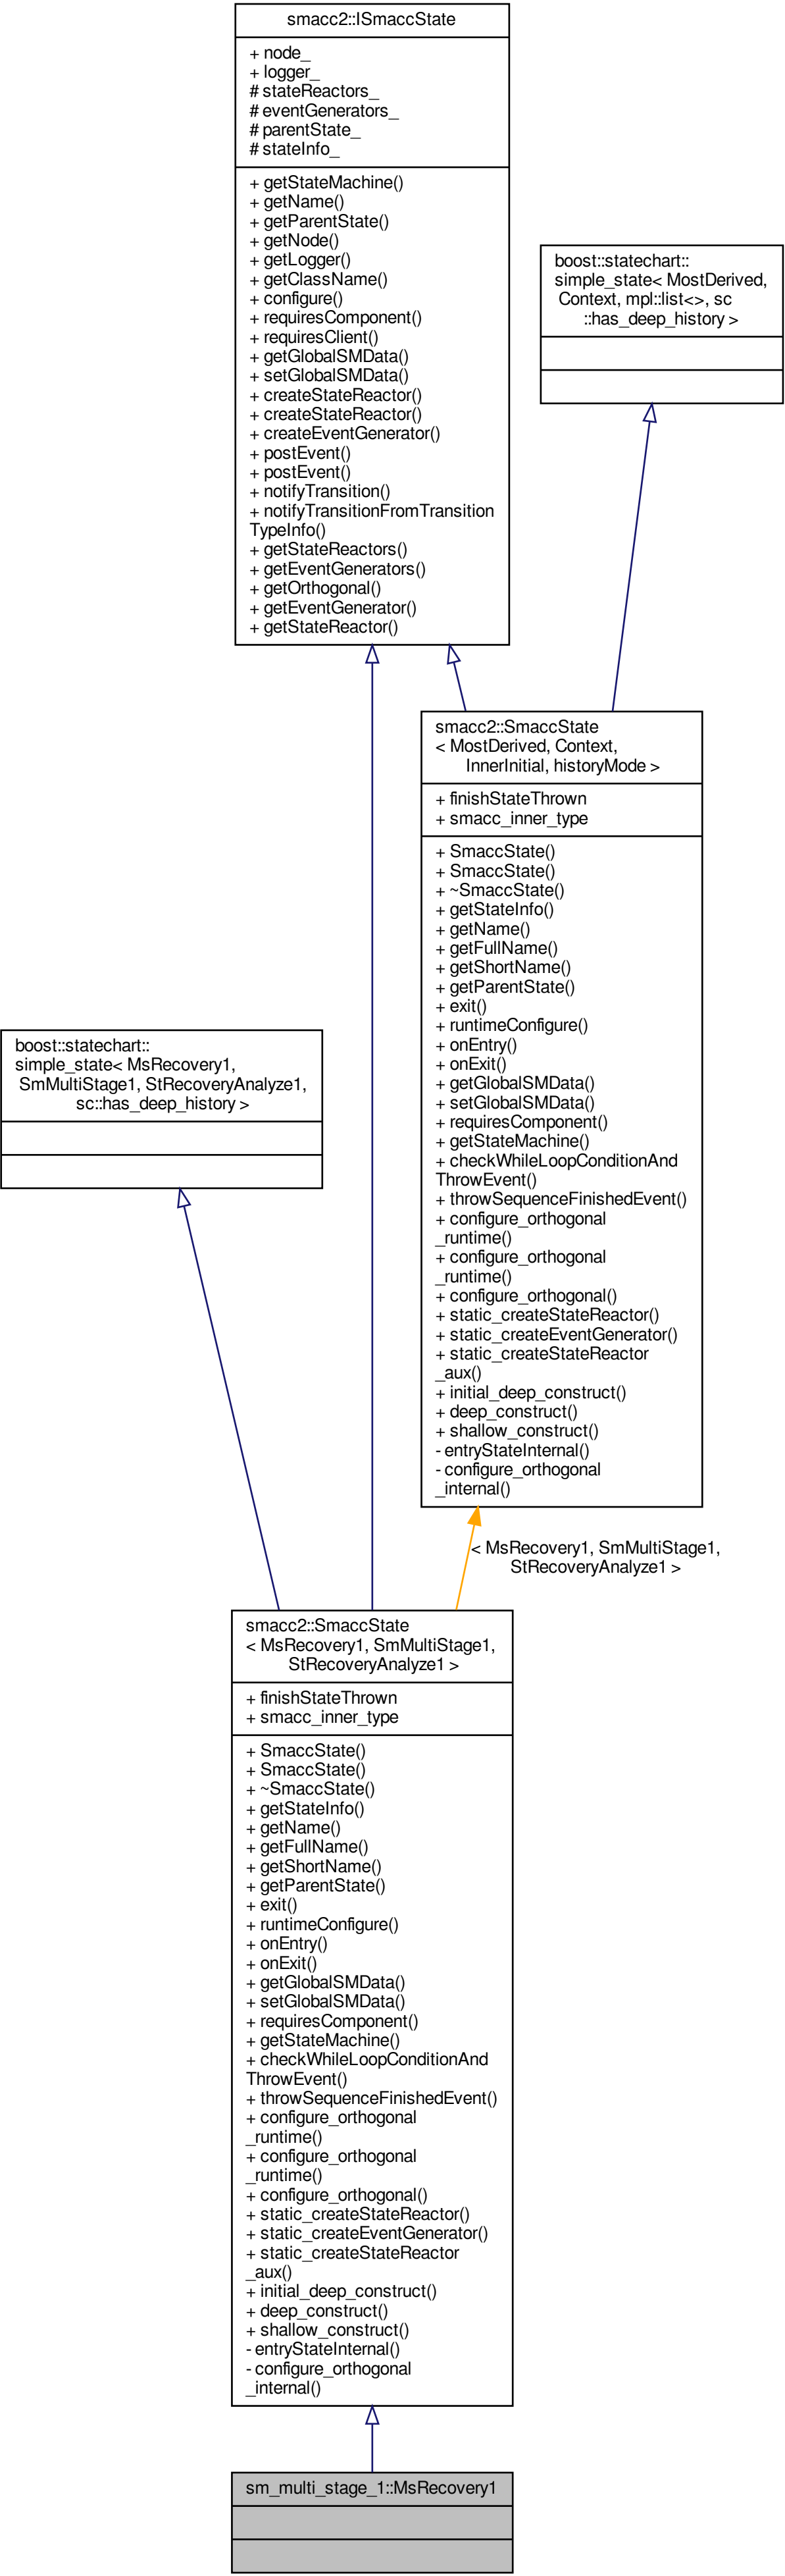 smacc2::ISmaccState
+ node_
+ logger_
# stateReactors_
# eventGenerators_
# parentState_
# stateInfo_
+ getStateMachine()
+ getName()
+ getParentState()
+ getNode()
+ getLogger()
+ getClassName()
+ configure()
+ requiresComponent()
+ requiresClient()
+ getGlobalSMData()
+ setGlobalSMData()
+ createStateReactor()
+ createStateReactor()
+ createEventGenerator()
+ postEvent()
+ postEvent()
+ notifyTransition()
+ notifyTransitionFromTransition
TypeInfo()
+ getStateReactors()
+ getEventGenerators()
+ getOrthogonal()
+ getEventGenerator()
+ getStateReactor()
boost::statechart::
simple_state< MostDerived,
Context, mpl::list<>, sc
::has_deep_history >
smacc2::SmaccState
< MostDerived, Context,
InnerInitial, historyMode >
+ finishStateThrown
+ smacc_inner_type
+ SmaccState()
+ SmaccState()
+ ~SmaccState()
+ getStateInfo()
+ getName()
+ getFullName()
+ getShortName()
+ getParentState()
+ exit()
+ runtimeConfigure()
+ onEntry()
+ onExit()
+ getGlobalSMData()
+ setGlobalSMData()
+ requiresComponent()
+ getStateMachine()
+ checkWhileLoopConditionAnd
ThrowEvent()
+ throwSequenceFinishedEvent()
+ configure_orthogonal
_runtime()
+ configure_orthogonal
_runtime()
+ configure_orthogonal()
+ static_createStateReactor()
+ static_createEventGenerator()
+ static_createStateReactor
_aux()
+ initial_deep_construct()
+ deep_construct()
+ shallow_construct()
- entryStateInternal()
- configure_orthogonal
_internal()
boost::statechart::
simple_state< MsRecovery1,
SmMultiStage1, StRecoveryAnalyze1,
sc::has_deep_history >
< MsRecovery1, SmMultiStage1,
StRecoveryAnalyze1 >
smacc2::SmaccState
< MsRecovery1, SmMultiStage1,
StRecoveryAnalyze1 >
+ finishStateThrown
+ smacc_inner_type
+ SmaccState()
+ SmaccState()
+ ~SmaccState()
+ getStateInfo()
+ getName()
+ getFullName()
+ getShortName()
+ getParentState()
+ exit()
+ runtimeConfigure()
+ onEntry()
+ onExit()
+ getGlobalSMData()
+ setGlobalSMData()
+ requiresComponent()
+ getStateMachine()
+ checkWhileLoopConditionAnd
ThrowEvent()
+ throwSequenceFinishedEvent()
+ configure_orthogonal
_runtime()
+ configure_orthogonal
_runtime()
+ configure_orthogonal()
+ static_createStateReactor()
+ static_createEventGenerator()
+ static_createStateReactor
_aux()
+ initial_deep_construct()
+ deep_construct()
+ shallow_construct()
- entryStateInternal()
- configure_orthogonal
_internal()
sm_multi_stage_1::MsRecovery1